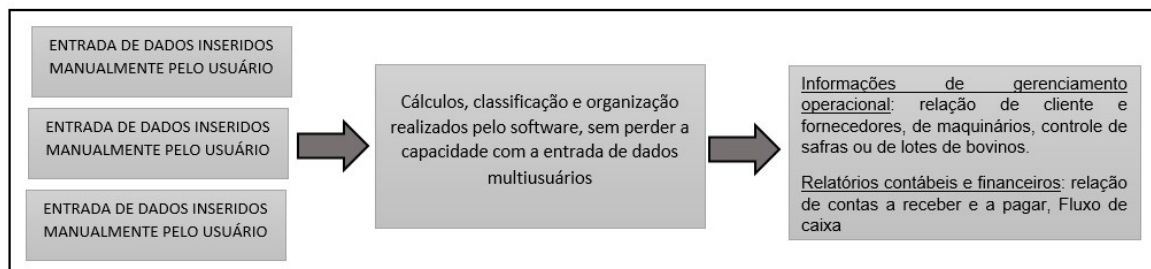 ENTRADA DE DADOS INSERIDOS
MANUALMENTE PELO USUÁRIO
ENTRADA DE DADOS INSERIDOS
MANUALMENTE PELO USUÁRIO
ENTRADA DE DADOS INSERIDOS
MANUALMENTE PELO USUÁRIO
Cálculos, classificação e organização
realizados pelo software, sem perder a
capacidade com a entrada de dados
multiusuários
Informações de gerenciamento
operacional: relação de cliente e
fornecedores, de maquinários, controle de
safras ou de lotes de bovinos.
Relatórios contábeis e financeiros: relação
de contas a receber e a pagar, Fluxo de
caixa